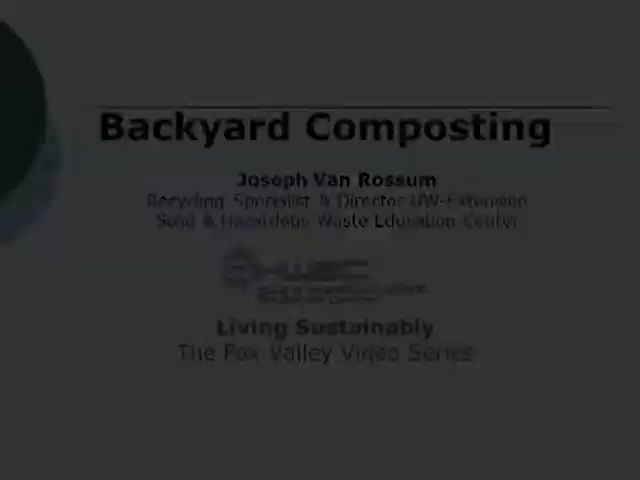 Backyard Composting
Joseph Van Rossum
Recycling Specialist & Director UW-Extension
Solid & Hazardous Waste Education Center
Living Sustainably
The Fox Valley Video Series